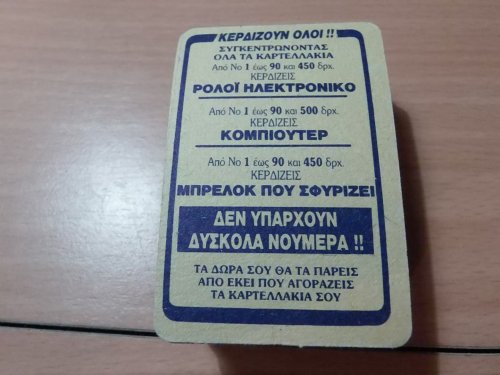 ΚΕΡΔΙΖΟΥΝ ΟΛΟΙ !!
ΣΥΓΚΕΝΤΡΩΝΟΝΤΑΣ
ΟΛΑ ΤΑ ΚΑΡΤΕΛΛΑΚΙΑ
Από Νο 1 έως 90 και 450 δρχ.
ΚΕΡΔΙΖΕΙΣ
ΡΟΛΟΪ ΗΛΕΚΤΡΟΝΙΚΟ
Από Νο 1 έως 90 και 500 δρχ.
ΚΕΡΔΙΖΕΙΣ
ΚΟΜΠΙΟΥΤΕΡ
Από Νο 1 έως 90 και 450 δρχ.
ΚΕΡΔΙΖΕΙΣ
ΜΠΡΕΛΟΚ ΠΟΥ ΣΦΥΡΙΖΕΙ
ΔΕΝ ΥΠΑΡΧΟΥΝ
ΔΥΣΚΟΛΑ ΝΟΥΜΕΡΑ !!
ΤΑ ΔΩΡΑ ΣΟΥ ΘΑ ΤΑ ΠΑΡΕΙΣ
ΑΠΟ ΕΚΕΙ ΠΟΥ ΑΓΟΡΑΖΕΙΣ
ΤΑ ΚΑΡΤΕΛΛΑΚΙΑ ΣΟΥ